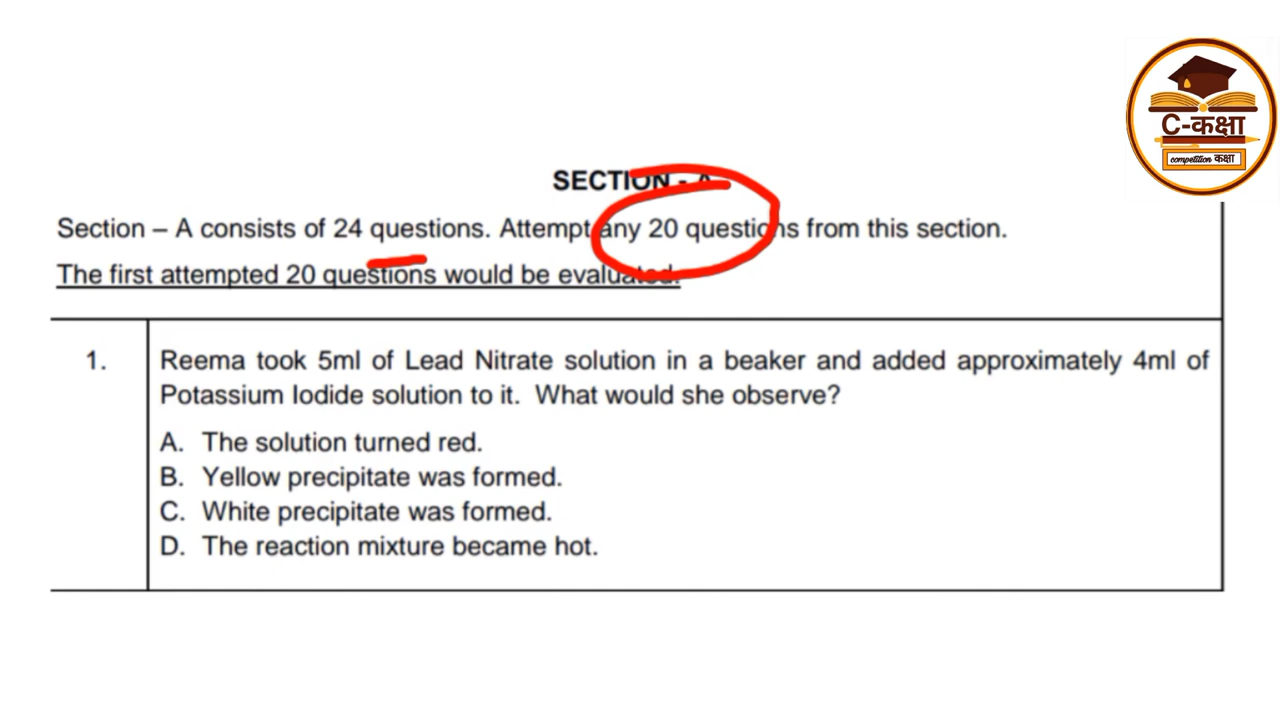 C-कक्षा
competition कक्षा
SECTION - A
Section – A consists of 24 questions. Attempt any 20 questions from this section.
The first attempted 20 questions would be evaluated.
1. Reema took 5ml of Lead Nitrate solution in a beaker and added approximately 4ml of
Potassium Iodide solution to it. What would she observe?
A. The solution turned red.
B. Yellow precipitate was formed.
C. White precipitate was formed.
D. The reaction mixture became hot.